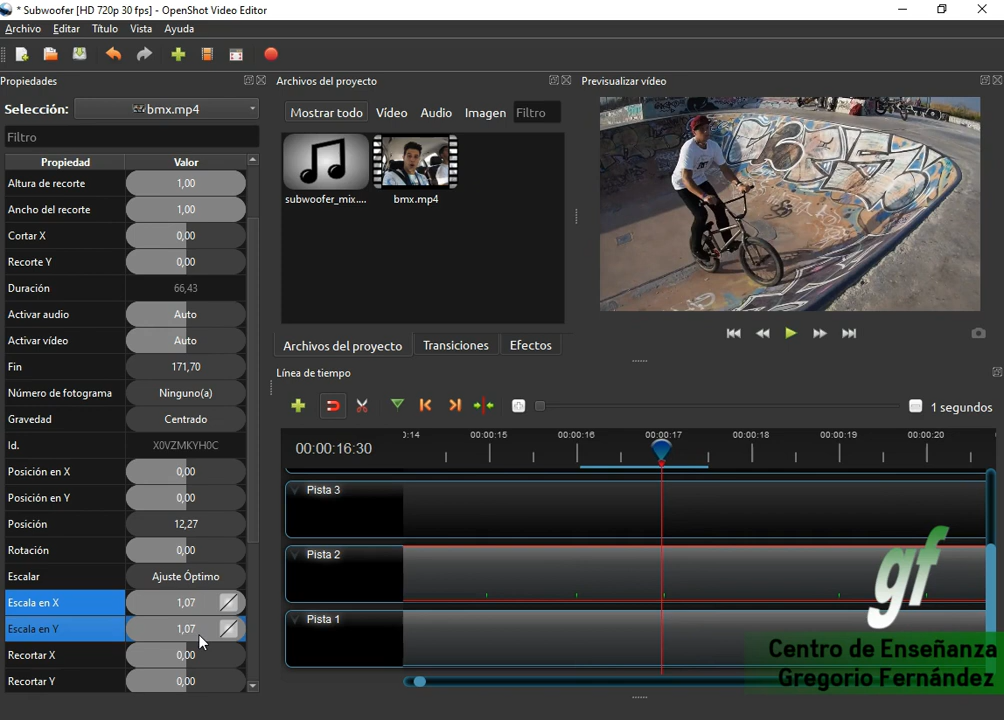 * Subwoofer [HD 720p 30 fps] - OpenShot Video Editor
Archivo Editar Título Vista Ayuda
Propiedades
Selección: bmx.mp4
Filtro
Propiedad Valor
Altura de recorte 1,00
Ancho del recorte 1,00
Cortar X 0,00
Recorte Y 0,00
Duración 66,43
Activar audio Auto
Activar vídeo Auto
Fin 171,70
Número de fotograma Ninguno(a)
Gravedad Centrado
Id. X0VZMKYH0C
Posición en X 0,00
Posición en Y 0,00
Posición 12,27
Rotación 0,00
Escalar Ajuste Óptimo
Escala en X 1,07
Escala en Y 1,07
Recortar X 0,00
Recortar Y 0,00
Archivos del proyecto
Mostrar todo Vídeo Audio Imagen Filtro
subwoofer_mix.... bmx.mp4
Archivos del proyecto Transiciones Efectos
Previsualizar vídeo
Línea de tiempo
1 segundos
00:00:16:30
):14 00:00:15 00:00:16 00:00:17 00:00:18 00:00:19 00:00:20
Pista 3
Pista 2
Pista 1
gf
Centro de Enseñanza
Gregorio Fernández